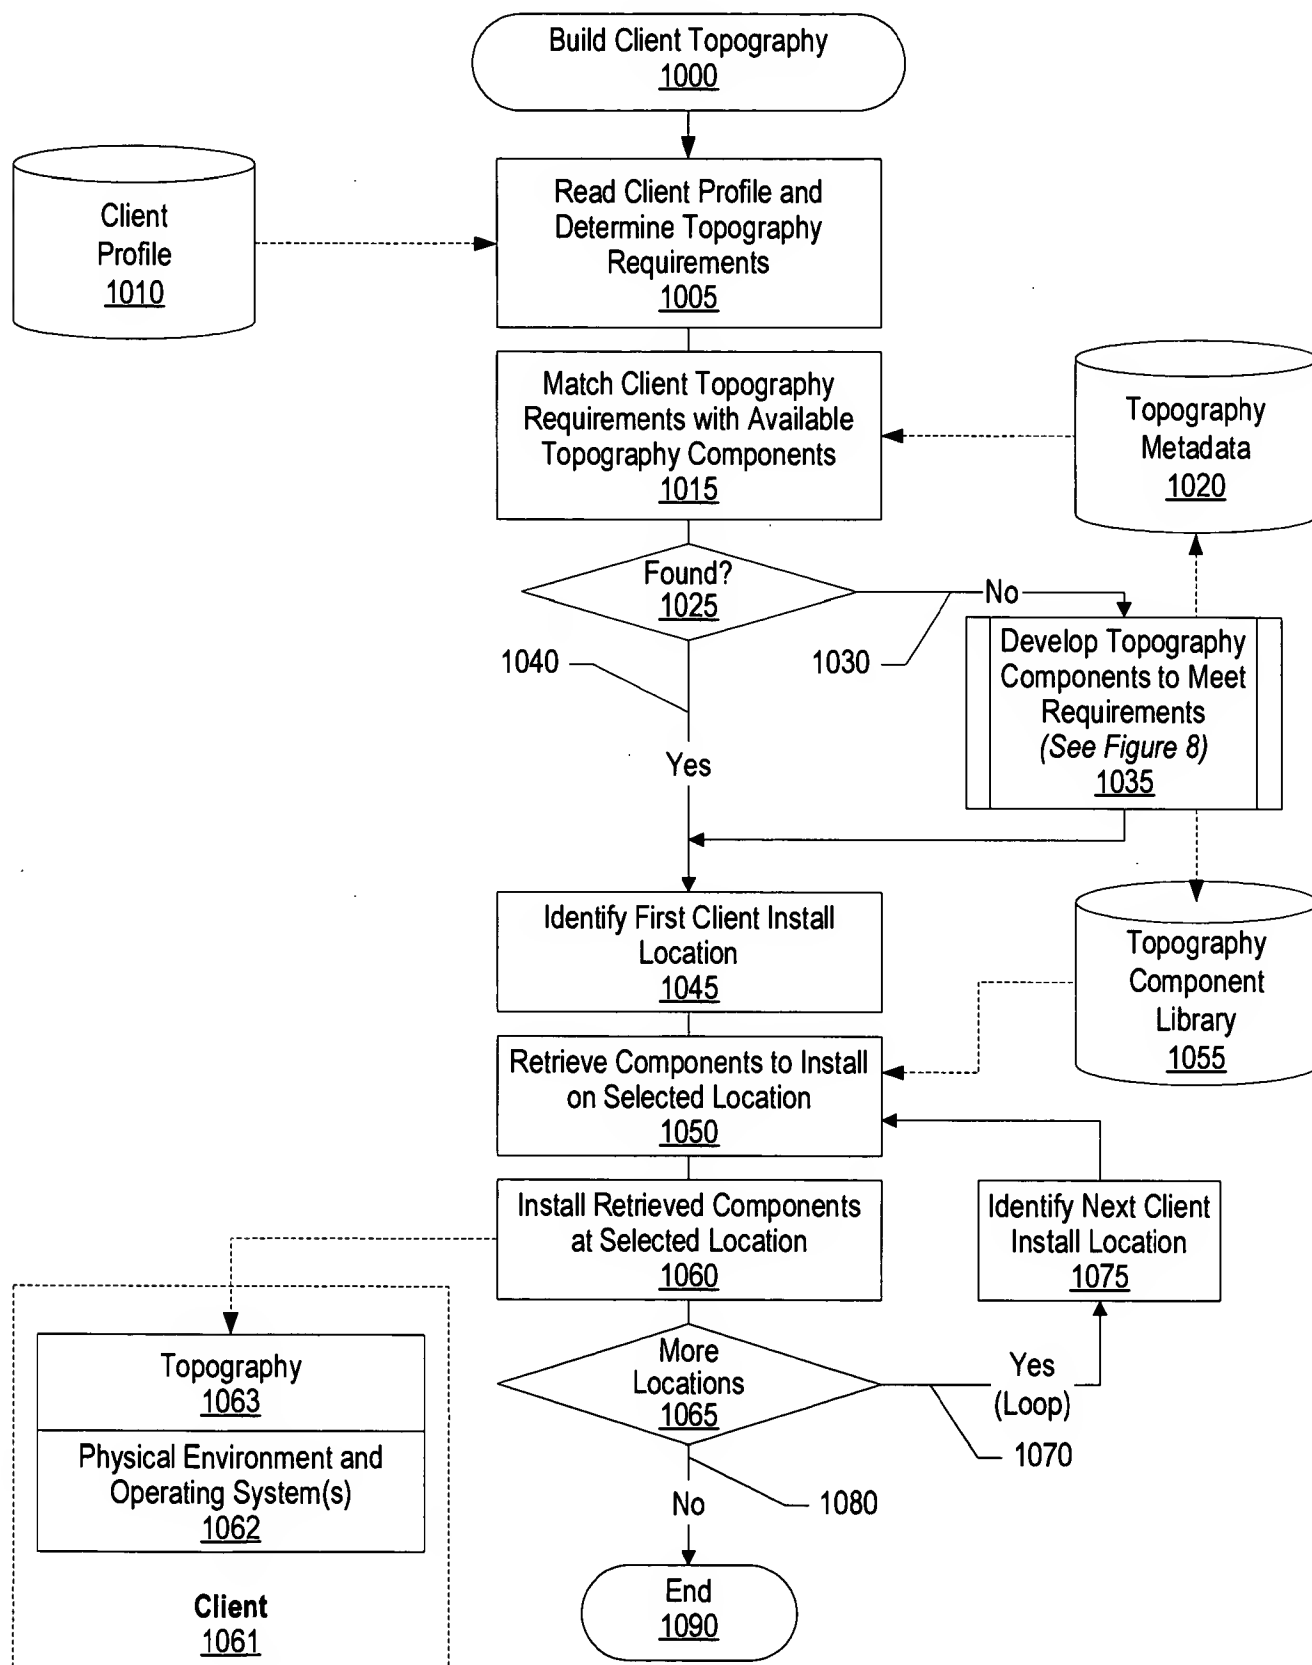 Build Client Topography
1000
Client
Profile
1010
Read Client Profile and
Determine Topography
Requirements
1005
Match Client Topography
Requirements with Available
Topography Components
1015
Topography
Metadata
1020
Found?
1025
No
1040
1030
Develop Topography
Components to Meet
Requirements
(See Figure 8)
1035
Yes
Identify First Client Install
Location
1045
Topography
Component
Library
1055
Retrieve Components to Install
on Selected Location
1050
Install Retrieved Components
at Selected Location
1060
Identify Next Client
Install Location
1075
Topography
1063
Physical Environment and
Operating System(s)
1062
Client
1061
More
Locations
1065
Yes
(Loop)
1070
1080
No
End
1090